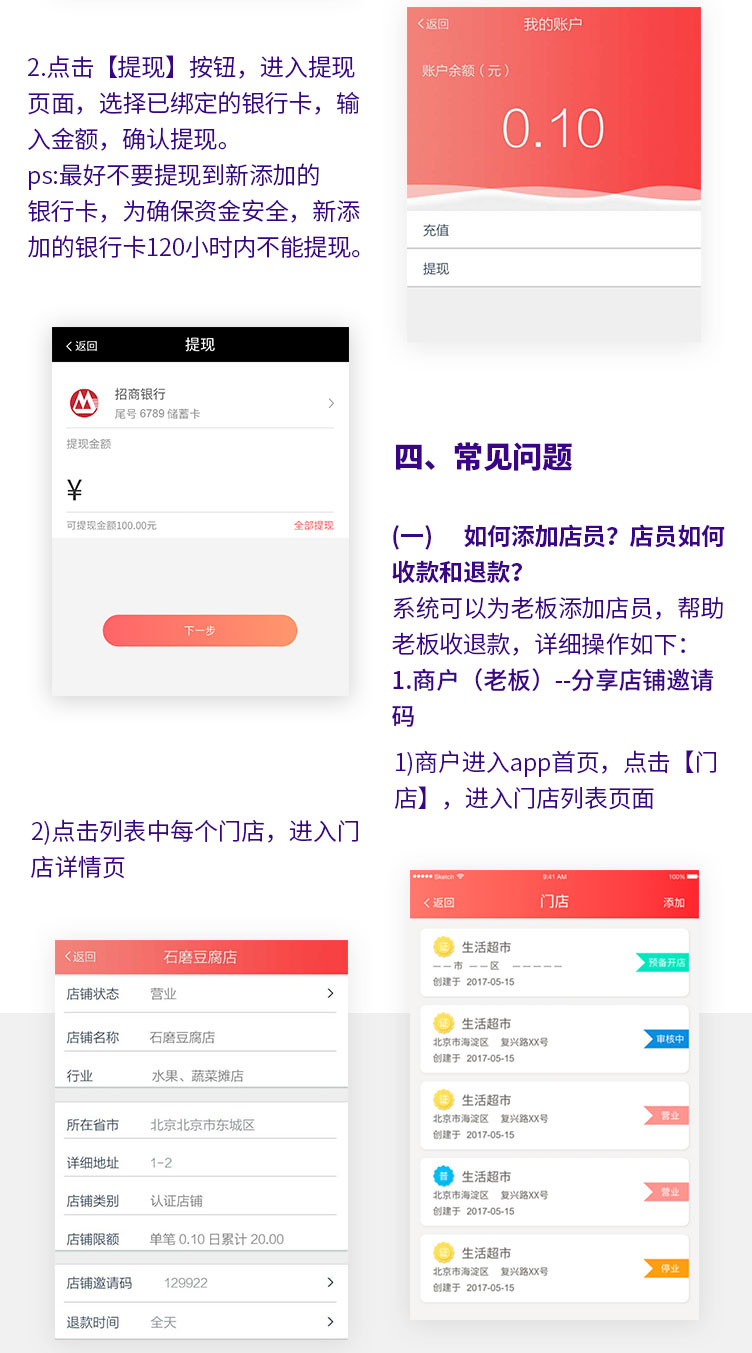 2.点击【提现】按钮，进入提现
页面，选择已绑定的银行卡，输
入金额，确认提现。
ps:最好不要提现到新添加的
银行卡，为确保资金安全，新添
加的银行卡120小时内不能提现。
返回
我的账户
账户余额（元）
0.10
充值
提现
返回
提现
招商银行
尾号 6789 储蓄卡
提现金额
¥
可提现金额100.00元
全部提现
下一步
四、常见问题
(一) 如何添加店员？店员如何
收款和退款？
系统可以为老板添加店员，帮助
老板收退款，详细操作如下：
1.商户（老板）--分享店铺邀请
码
1)商户进入app首页，点击【门
店】，进入门店列表页面
2)点击列表中每个门店，进入门
店详情页
返回
石磨豆腐店
店铺状态 营业
店铺名称 石磨豆腐店
行业 水果、蔬菜摊店
所在省市 北京北京市东城区
详细地址 1-2
店铺类别 认证店铺
店铺限额 单笔 0.10 日累计 20.00
店铺邀请码 129922
退款时间 全天
Sketch 9:41 AM 100%
返回 门店 添加
证 生活超市
－－市 －－区 －－－－－
预备开店
创建于 2017-05-15
证 生活超市
北京市海淀区 复兴路XX号
审核中
创建于 2017-05-15
证 生活超市
北京市海淀区 复兴路XX号
营业
创建于 2017-05-15
普 生活超市
北京市海淀区 复兴路XX号
营业
创建于 2017-05-15
证 生活超市
北京市海淀区 复兴路XX号
停业
创建于 2017-05-15